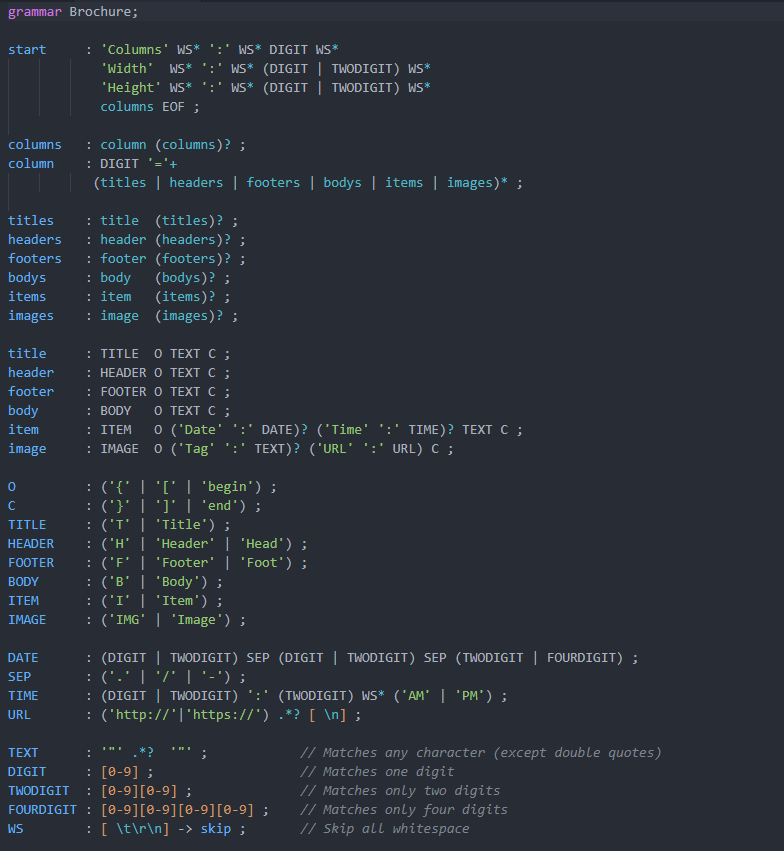 grammar Brochure;
start : 'Columns' WS* ':' WS* DIGIT WS*
'Width' WS* ':' WS* (DIGIT | TWODIGIT) WS*
'Height' WS* ':' WS* (DIGIT | TWODIGIT) WS*
columns EOF ;
columns : column (columns)? ;
column : DIGIT '='+
(titles | headers | footers | bodys | items | images)* ;
titles : title (titles)? ;
headers : header (headers)? ;
footers : footer (footers)? ;
bodys : body (bodys)? ;
items : item (items)? ;
images : image (images)? ;
title : TITLE O TEXT C ;
header : HEADER O TEXT C ;
footer : FOOTER O TEXT C ;
body : BODY O TEXT C ;
item : ITEM O ('Date' ':' DATE)? ('Time' ':' TIME)? TEXT C ;
image : IMAGE O ('Tag' ':' TEXT)? ('URL' ':' URL) C ;
O : ('{' | '[' | 'begin') ;
C : ('}' | ']' | 'end') ;
TITLE : ('T' | 'Title') ;
HEADER : ('H' | 'Header' | 'Head') ;
FOOTER : ('F' | 'Footer' | 'Foot') ;
BODY : ('B' | 'Body') ;
ITEM : ('I' | 'Item') ;
IMAGE : ('IMG' | 'Image') ;
DATE : (DIGIT | TWODIGIT) SEP (DIGIT | TWODIGIT) SEP (TWODIGIT | FOURDIGIT) ;
SEP : ('.' | '/' | '-') ;
TIME : (DIGIT | TWODIGIT) ':' (TWODIGIT) WS* ('AM' | 'PM') ;
URL : ('http://'|'https://') .*? [ \n] ;
TEXT : '"' .*? '"' ; // Matches any character (except double quotes)
DIGIT : [0-9] ; // Matches one digit
TWODIGIT : [0-9][0-9] ; // Matches only two digits
FOURDIGIT : [0-9][0-9][0-9][0-9] ; // Matches only four digits
WS : [ \t\r\n] -> skip ; // Skip all whitespace